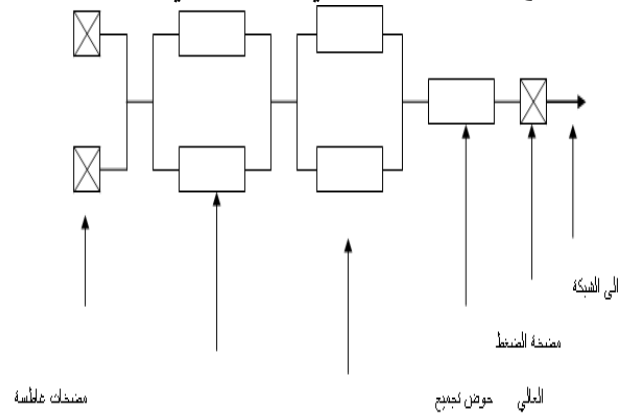 الى الشبكة
مضخة الضغط
العالي
حوض تجميع
مضخات غاطسة